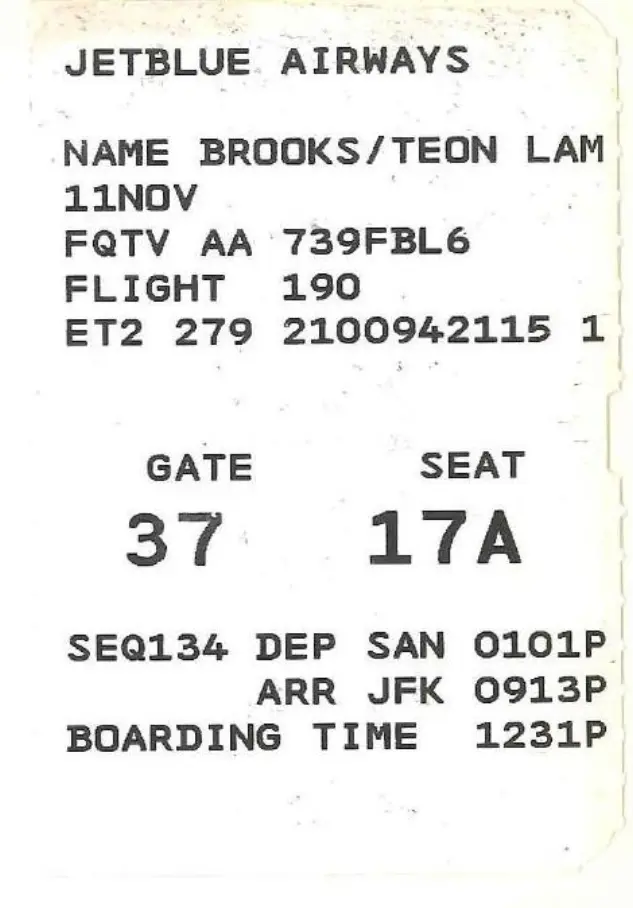 JETBLUE AIRWAYS
NAME BROOKS/TEON LAM
11NOV
FQTV AA 739FBL6
FLIGHT 190
ET2 279 2100942115 1
GATE SEAT
37 17A
SEQ134 DEP SAN 0101P
ARR JFK 0913P
BOARDING TIME 1231P